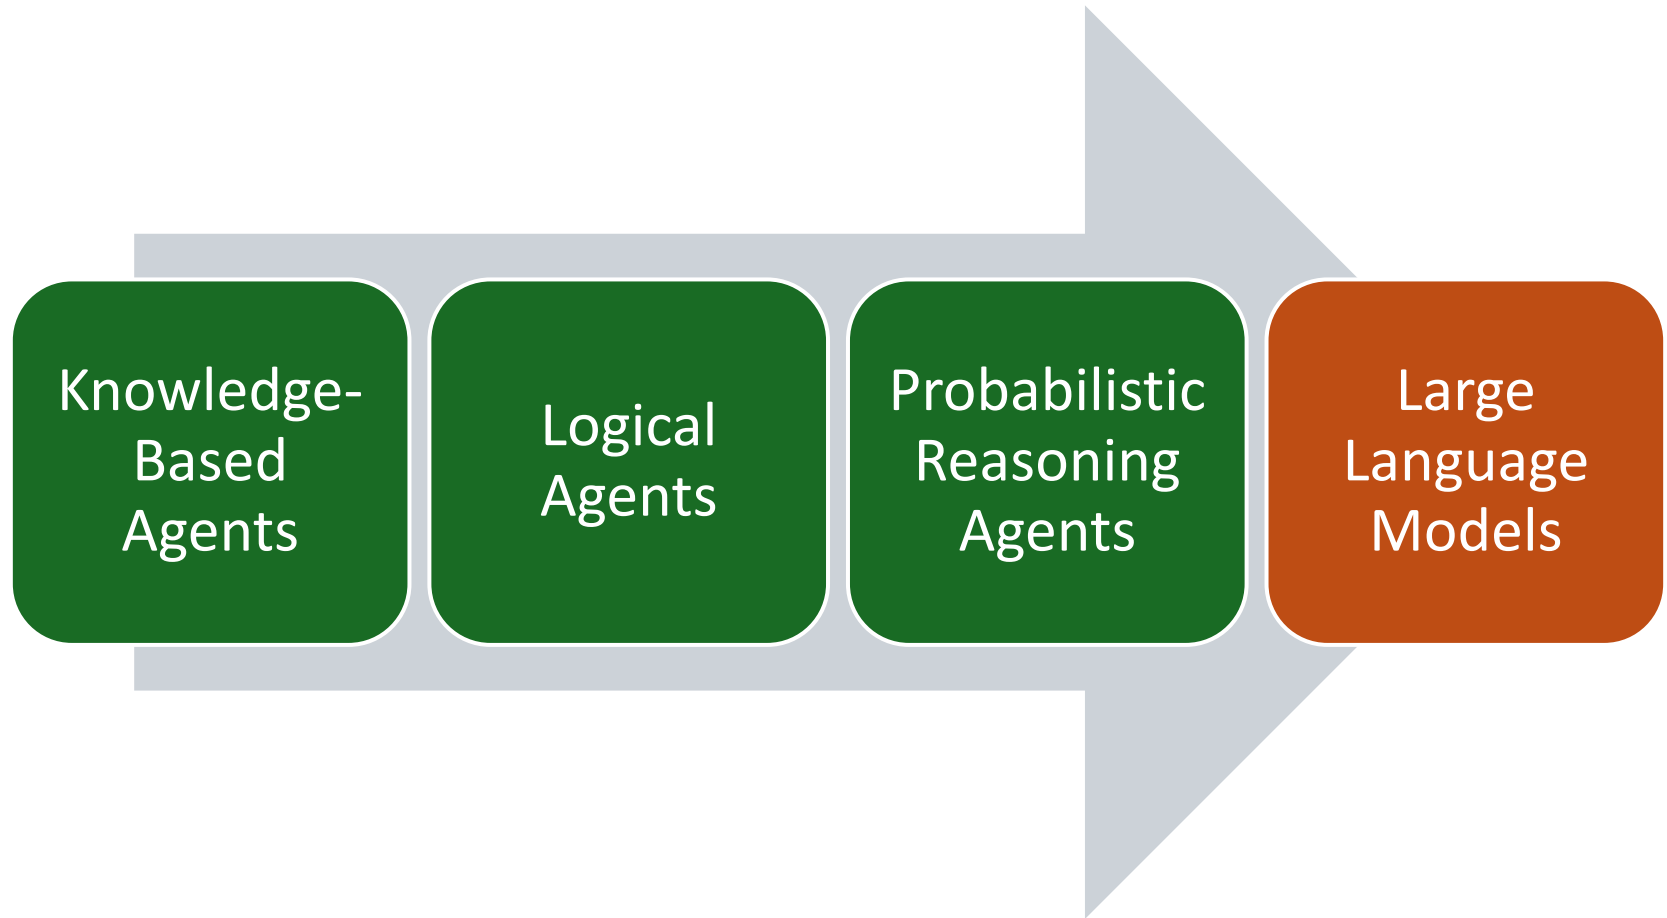 Knowledge-
Based
Agents
Logical
Agents
Probabilistic
Reasoning
Agents
Large
Language
Models